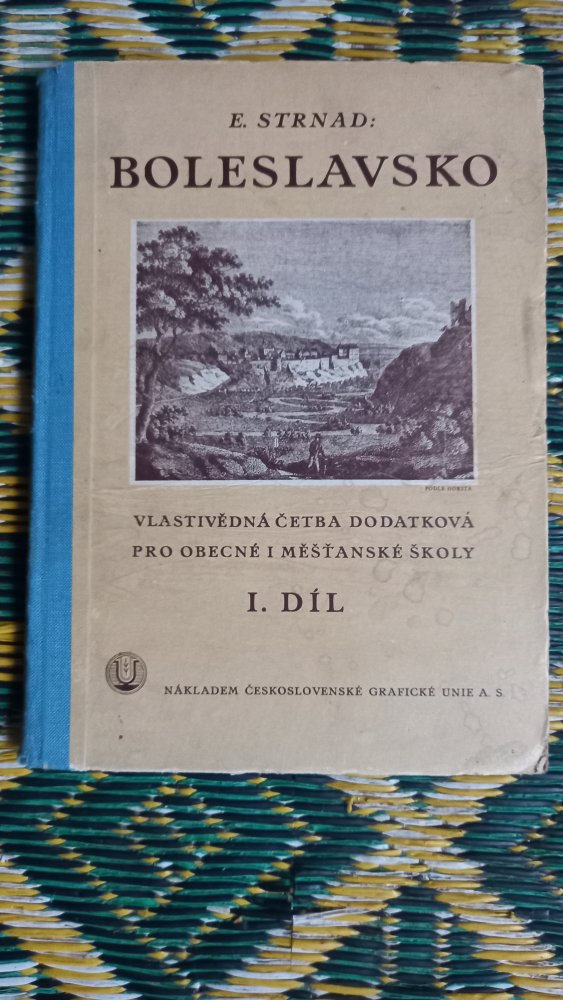 E. STRNAD:
BOLESLAVSKO
PODLE HORSTA
VLASTIVĚDNÁ ČETBA DODATKOVÁ
PRO OBECNÉ I MĚŠŤANSKÉ ŠKOLY
I. DÍL
NÁKLADEM ČESKOSLOVENSKÉ GRAFICKÉ UNIE A. S.